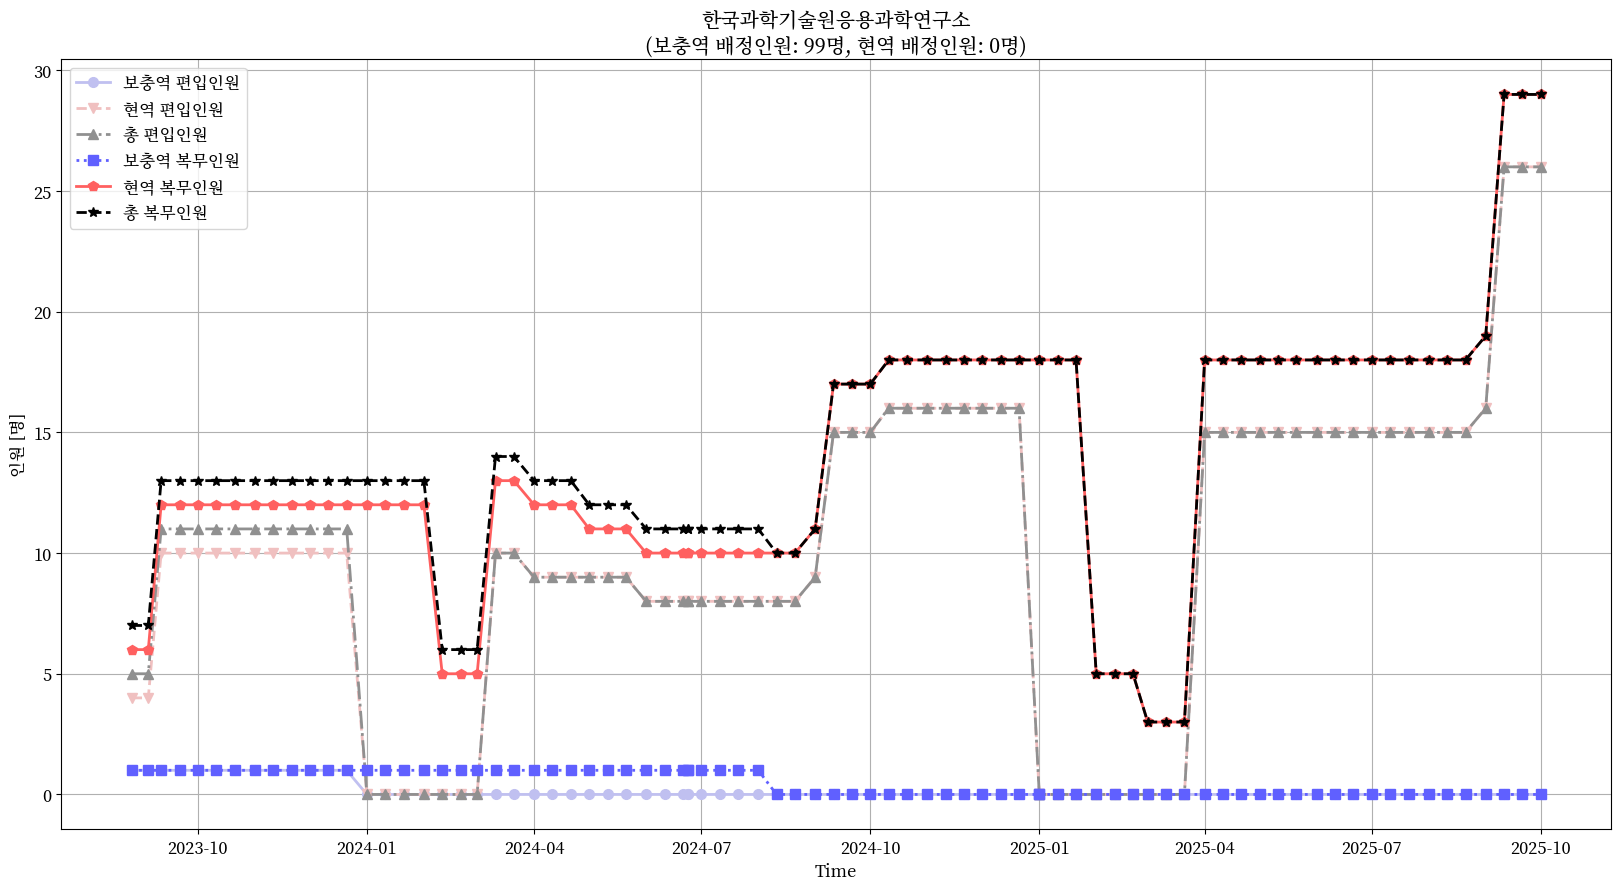 한국과학기술원응용과학연구소
(보충역 배정인원: 99명, 현역 배정인원: 0명)
보충역 편입인원
현역 편입인원
총 편입인원
보충역 복무인원
현역 복무인원
총 복무인원
인원 [명]
30
25
20
15
10
5
0
2023-10
2024-01
2024-04
2024-07
2024-10
2025-01
2025-04
2025-07
2025-10
Time